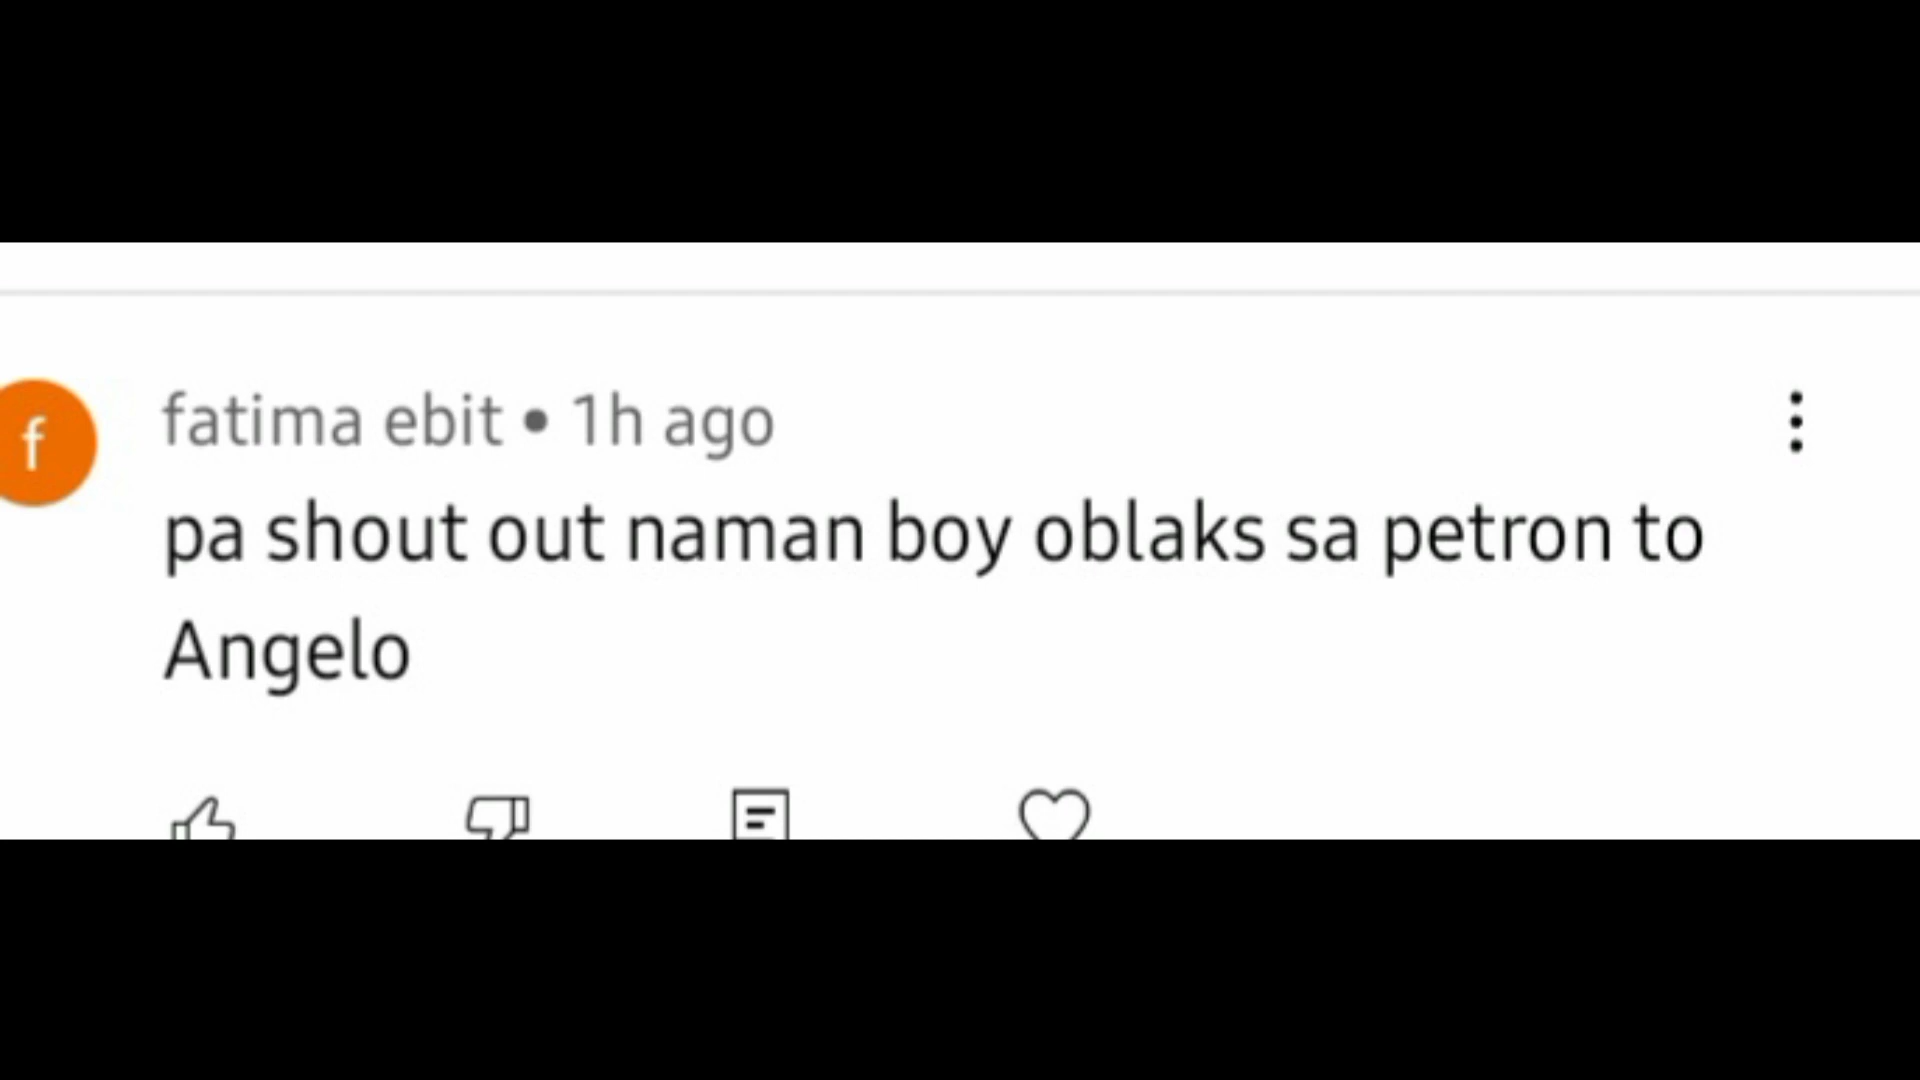 f
fatima ebit • 1h ago
pa shout out naman boy oblaks sa petron to
Angelo